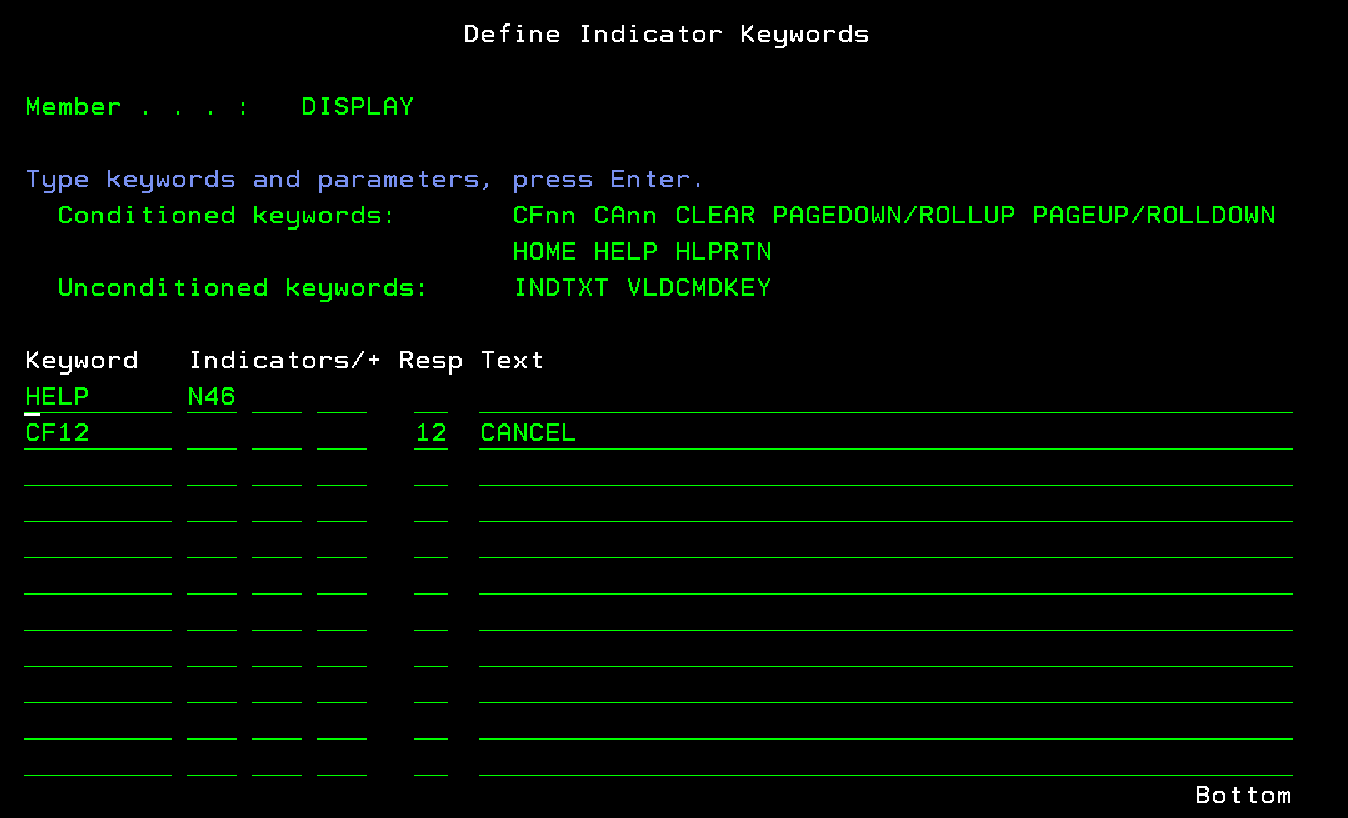 Define Indicator Keywords
Member . . . :   DISPLAY
Type keywords and parameters, press Enter.
Conditioned keywords:       CFnn CAnn CLEAR PAGEDOWN/ROLLUP PAGEUP/ROLLDOWN
HOME HELP HLPRTN
Unconditioned keywords:     INDTXT VLDCMDKEY
Keyword   Indicators/+ Resp Text
HELP      N46
CF12                    12  CANCEL
Bottom